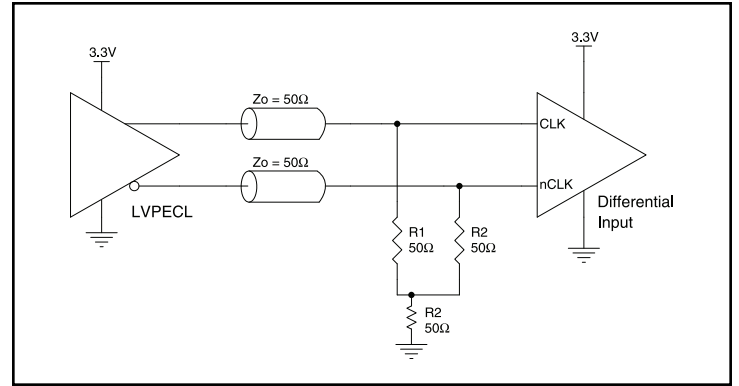 3.3V
3.3V
Zo = 50Ω
CLK
Zo = 50Ω
nCLK
LVPECL
Differential
Input
R1
50Ω
R2
50Ω
R2
50Ω